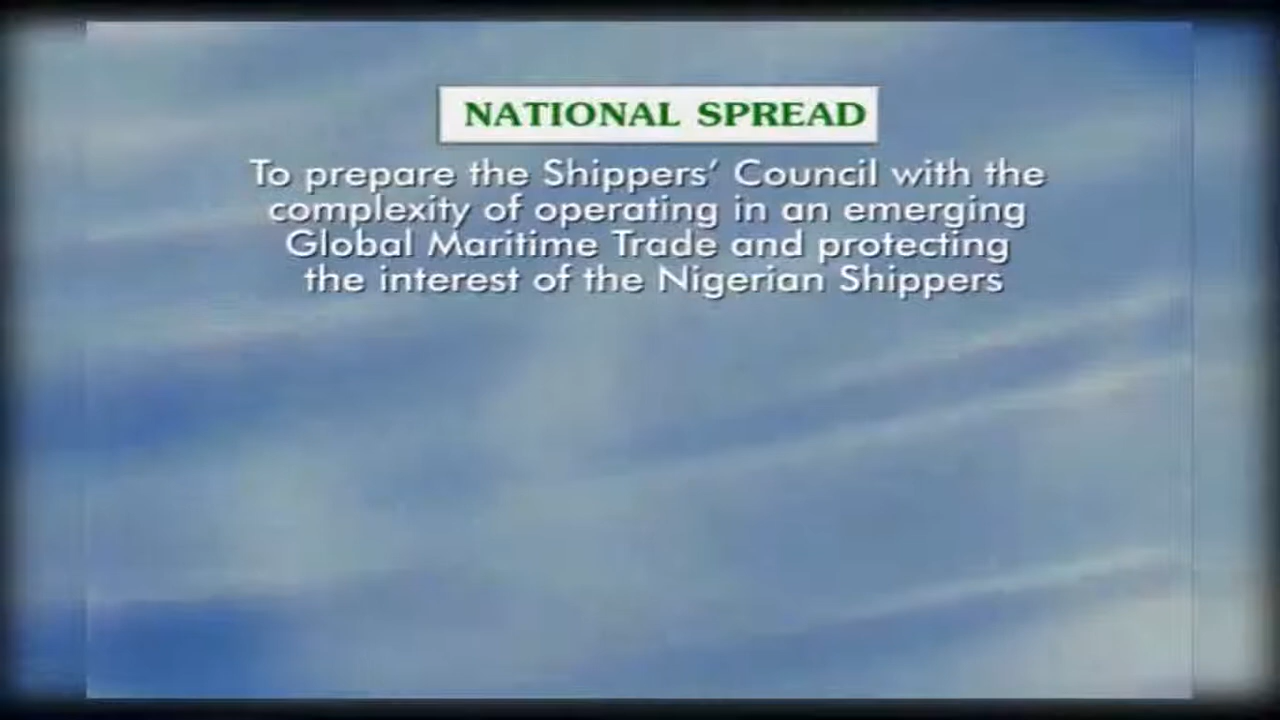 NATIONAL SPREAD
To prepare the Shippers' Council with the
complexity of operating in an emerging
Global Maritime Trade and protecting
the interest of the Nigerian Shippers